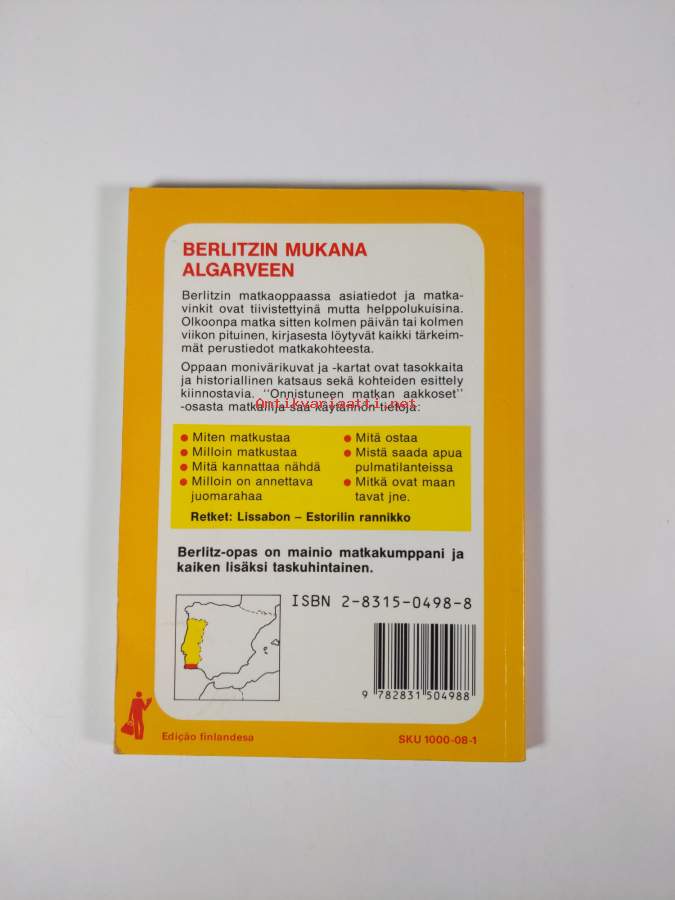 BERLITZIN MUKANA
ALGARVEEN
Berlitzin matkaoppaassa asiatiedot ja matka-
vinkit ovat tiivistettyinä mutta helppolukuisina.
Olkoonpa matka sitten kolmen päivän tai kolmen
viikon pituinen, kirjasesta löytyvät kaikki tärkeim-
mät perustiedot matkakohteesta.
Oppaan monivärikuvat ja -kartat ovat tasokkaita
ja historiallinen katsaus sekä kohteiden esittely
kiinnostavia. "Onnistuneen matkan aakkoset"
Antikvariaatti.net
-osasta matkailija saa käytännön tietoja:
• Miten matkustaa
• Milloin matkustaa
• Mitä kannattaa nähdä
• Milloin on annettava
juomarahaa
• Mitä ostaa
• Mistä saada apua
pulmatilanteissa
• Mitkä ovat maan
tavat jne.
Retket: Lissabon – Estorilin rannikko
Berlitz-opas on mainio matkakumppani ja
kaiken lisäksi taskuhintainen.
ISBN 2-8315-0498-8
9 782831 504988
Edição finlandesa
SKU 1000-08-1